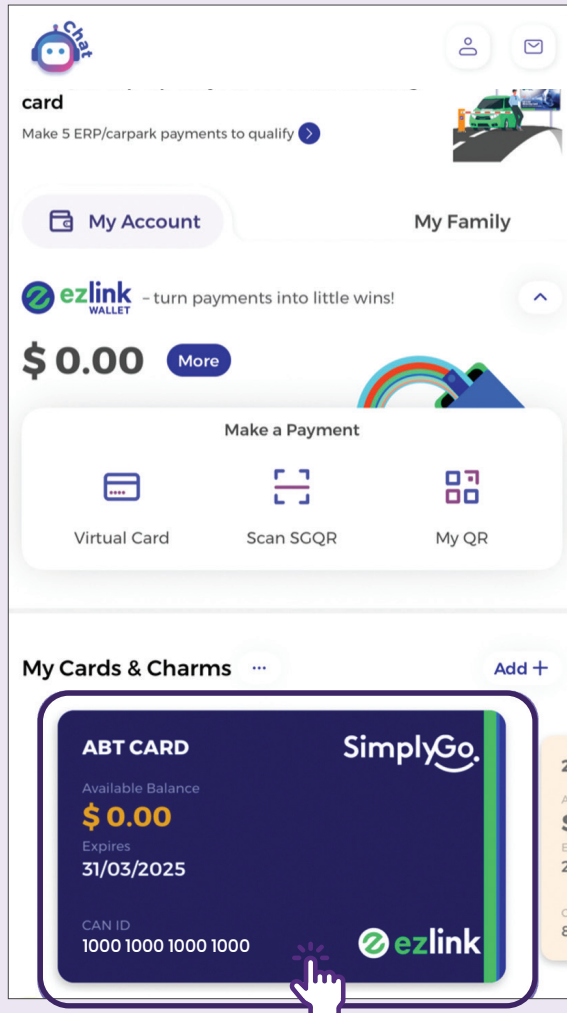 Chat
card
Make 5 ERP/carpark payments to qualify
My Account
My Family
ezlink
WALLET
– turn payments into little wins!
$ 0.00
More
Make a Payment
Virtual Card
Scan SGQR
My QR
My Cards & Charms ...
Add +
ABT CARD
SimplyGo.
Available Balance
$ 0.00
Expires
31/03/2025
CAN ID
1000 1000 1000 1000
ezlink